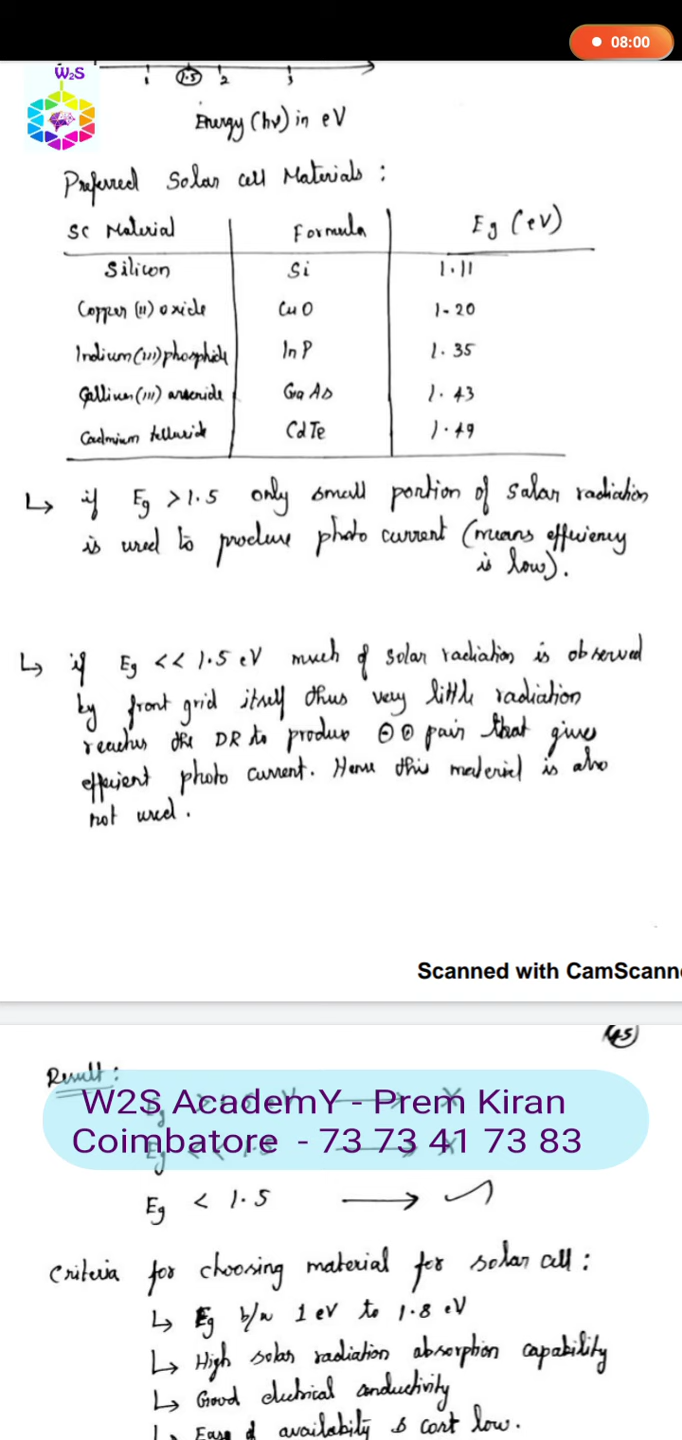 08:00
W₂S
1 1.5 2 3
Energy (hν) in eV
Preferred Solar cell Materials :
SC Material Formula Eg (eV)
Silicon Si 1.11
Copper (II) oxide CuO 1.20
Indium (III) phosphide InP 1.35
Gallium (III) arsenide GaAs 1.43
Cadmium telluride CdTe 1.49
↳ if Eg > 1.5 only small portion of solar radiation
is used to produce photo current (means efficiency
is low).
↳ if Eg << 1.5 eV much of solar radiation is observed
by front grid itself thus very little radiation
reaches the DR to produce ⊖⊕ pair that gives
efficient photo current. Hence this material is also
not used.
Scanned with CamScann
45
Result :
W2S AcademY - Prem Kiran
Coimbatore - 73 73 41 73 83
Eg < 1.5 ⟶ ✓
Criteria for choosing material for solar cell :
↳ Eg b/w 1 eV to 1.8 eV
↳ High solar radiation absorption capability
↳ Good electrical conductivity
↳ Ease of availability & cost low.